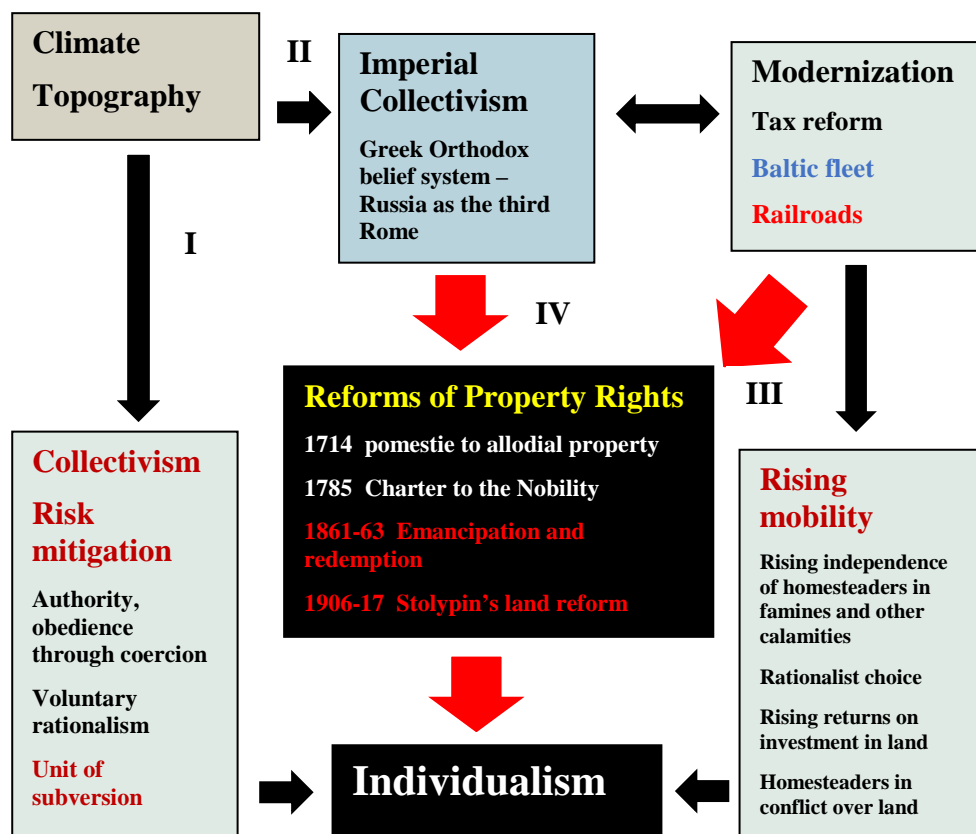 Climate
Topography
II
Imperial
Collectivism
Greek Orthodox
belief system –
Russia as the third
Rome
Modernization
Tax reform
Baltic fleet
Railroads
I
IV
III
Reforms of Property Rights
1714 pomestie to allodial property
1785 Charter to the Nobility
1861-63 Emancipation and
redemption
1906-17 Stolypin's land reform
Collectivism
Risk
mitigation
Authority,
obedience
through coercion
Voluntary
rationalism
Unit of
subversion
Rising
mobility
Rising independence
of homesteaders in
famines and other
calamities
Rationalist choice
Rising returns on
investment in land
Homesteaders in
conflict over land
Individualism